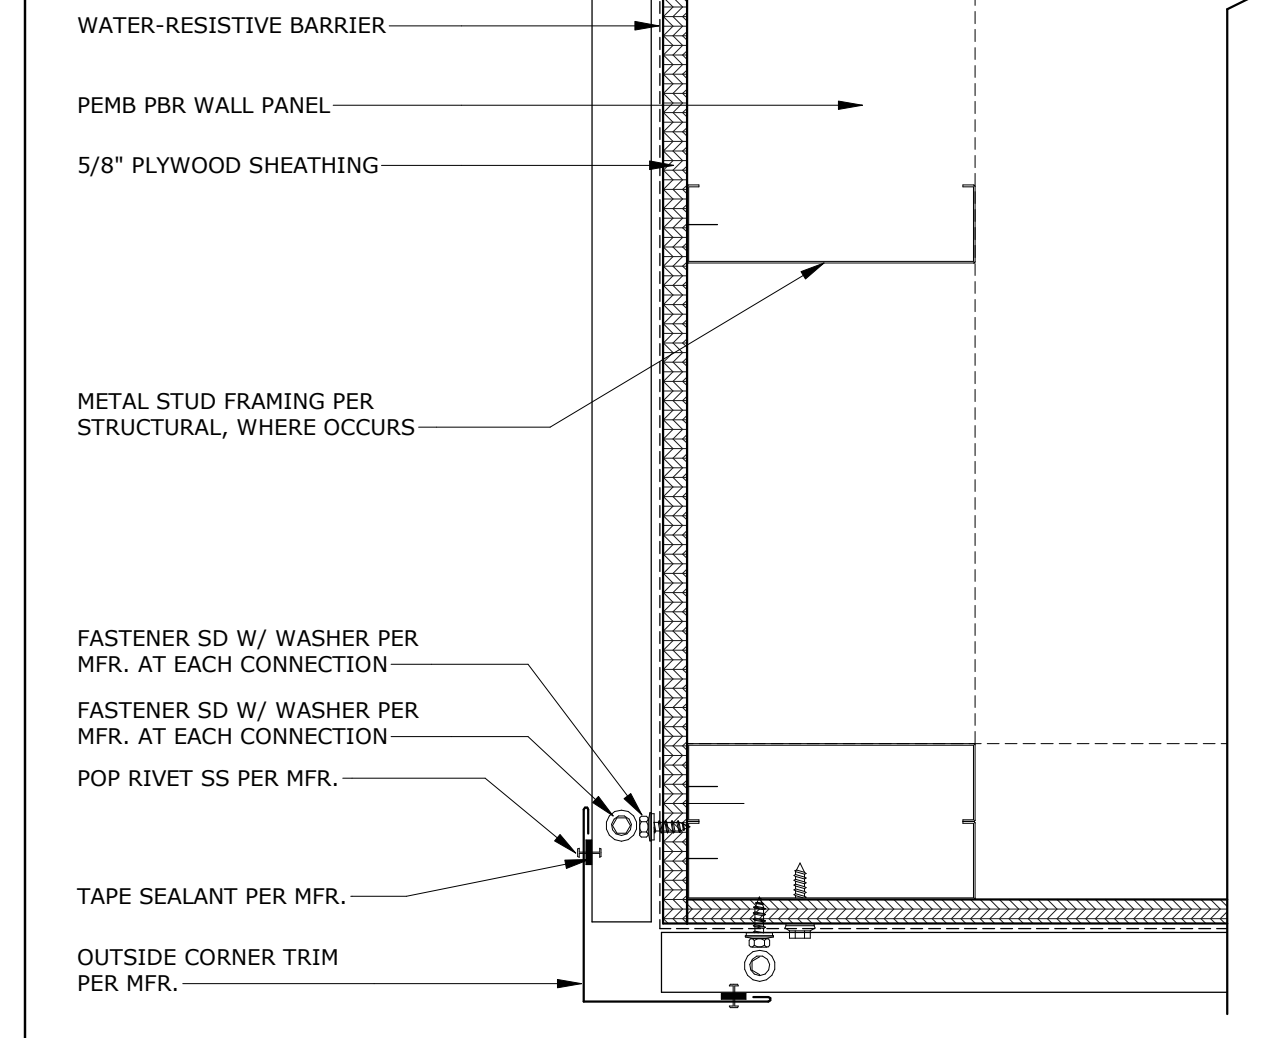 WATER-RESISTIVE BARRIER
PEMB PBR WALL PANEL
5/8" PLYWOOD SHEATHING
METAL STUD FRAMING PER
STRUCTURAL, WHERE OCCURS
FASTENER SD W/ WASHER PER
MFR. AT EACH CONNECTION
FASTENER SD W/ WASHER PER
MFR. AT EACH CONNECTION
POP RIVET SS PER MFR.
TAPE SEALANT PER MFR.
OUTSIDE CORNER TRIM
PER MFR.